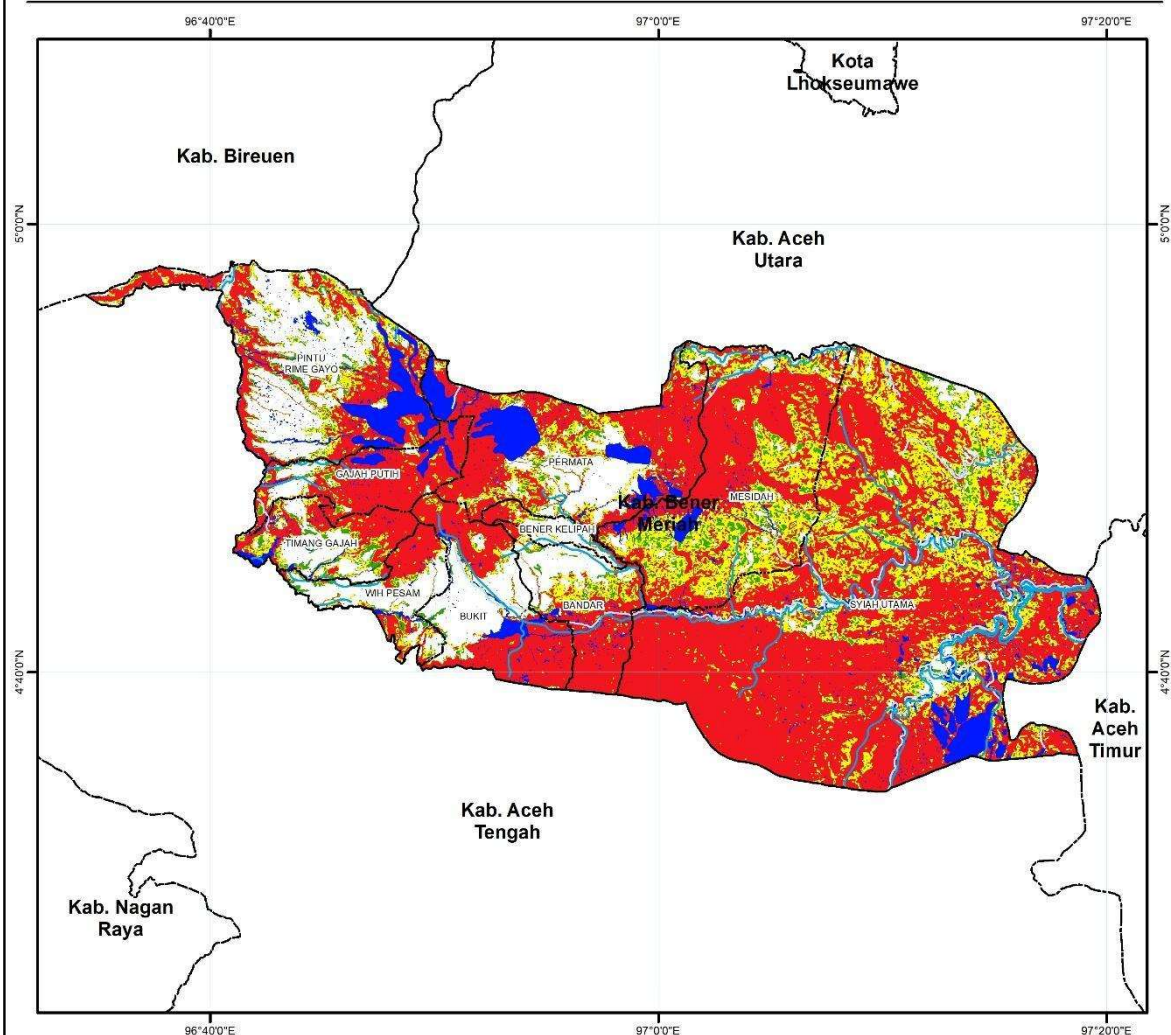 96°40'0"E
97°0'0"E
97°20'0"E
Kota
Lhokseumawe
Kab. Bireuen
5°0'0"N
5°0'0"N
Kab. Aceh
Utara
PINTU
RIME GAYO
PERMATA
GAJAH PUTIH
Kab. Bener
Meriah
MESIDAH
BENER KELIPAH
TIMANG GAJAH
WIH PESAM
BUKIT
BANDAR
SYIAH UTAMA
4°40'0"N
4°40'0"N
Kab.
Aceh
Timur
Kab. Aceh
Tengah
Kab. Nagan
Raya
96°40'0"E
97°0'0"E
97°20'0"E